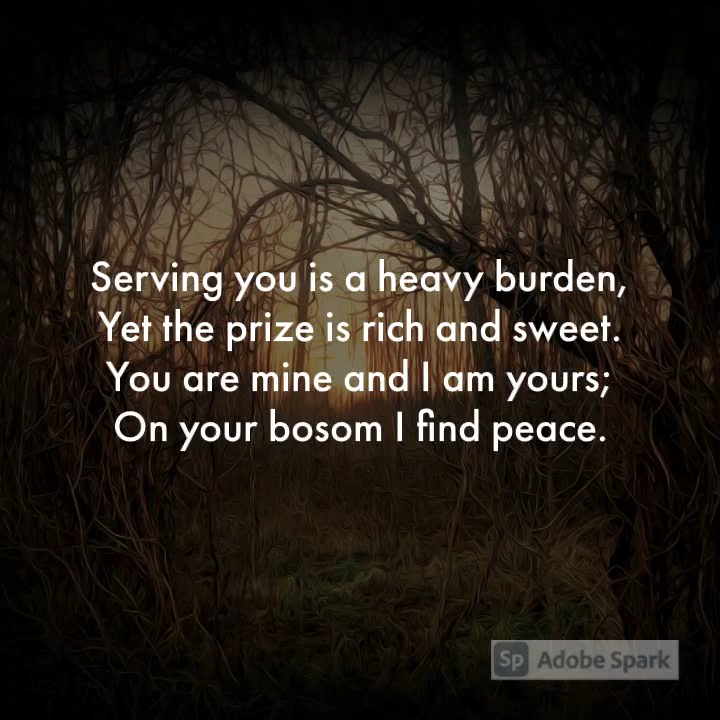 Serving you is a heavy burden,
Yet the prize is rich and sweet.
You are mine and I am yours;
On your bosom I find peace.
Sp Adobe Spark